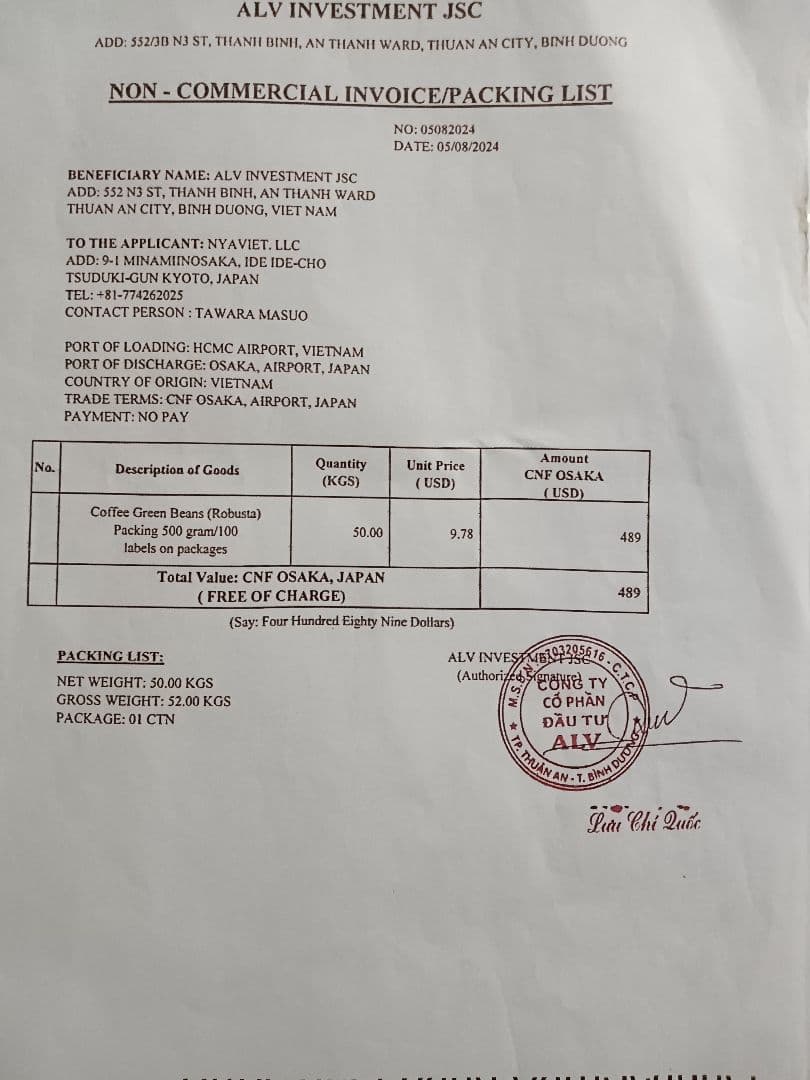 ALV INVESTMENT JSC
ADD: 552/3B N3 ST, THANH BINH, AN THANH WARD, THUAN AN CITY, BINH DUONG
NON - COMMERCIAL INVOICE/PACKING LIST
NO: 05082024
DATE: 05/08/2024
BENEFICIARY NAME: ALV INVESTMENT JSC
ADD: 552 N3 ST, THANH BINH, AN THANH WARD
THUAN AN CITY, BINH DUONG, VIET NAM
TO THE APPLICANT: NYAVIET. LLC
ADD: 9-1 MINAMIINOSAKA, IDE IDE-CHO
TSUDUKI-GUN KYOTO, JAPAN
TEL: +81-774262025
CONTACT PERSON : TAWARA MASUO
PORT OF LOADING: HCMC AIRPORT, VIETNAM
PORT OF DISCHARGE: OSAKA, AIRPORT, JAPAN
COUNTRY OF ORIGIN: VIETNAM
TRADE TERMS: CNF OSAKA, AIRPORT, JAPAN
PAYMENT: NO PAY
No. Description of Goods Quantity (KGS) Unit Price ( USD) Amount CNF OSAKA ( USD)
Coffee Green Beans (Robusta)
Packing 500 gram/100 50.00 9.78 489
labels on packages
Total Value: CNF OSAKA, JAPAN
( FREE OF CHARGE) 489
(Say: Four Hundred Eighty Nine Dollars)
PACKING LIST:
NET WEIGHT: 50.00 KGS
GROSS WEIGHT: 52.00 KGS
PACKAGE: 01 CTN
ALV INVESTMENT JSC
(Authorized Signature)
CÔNG TY
CỔ PHẦN
ĐẦU TƯ
ALV
TP. THUẬN AN - T. BÌNH DƯƠNG
Lưu Chí Quốc